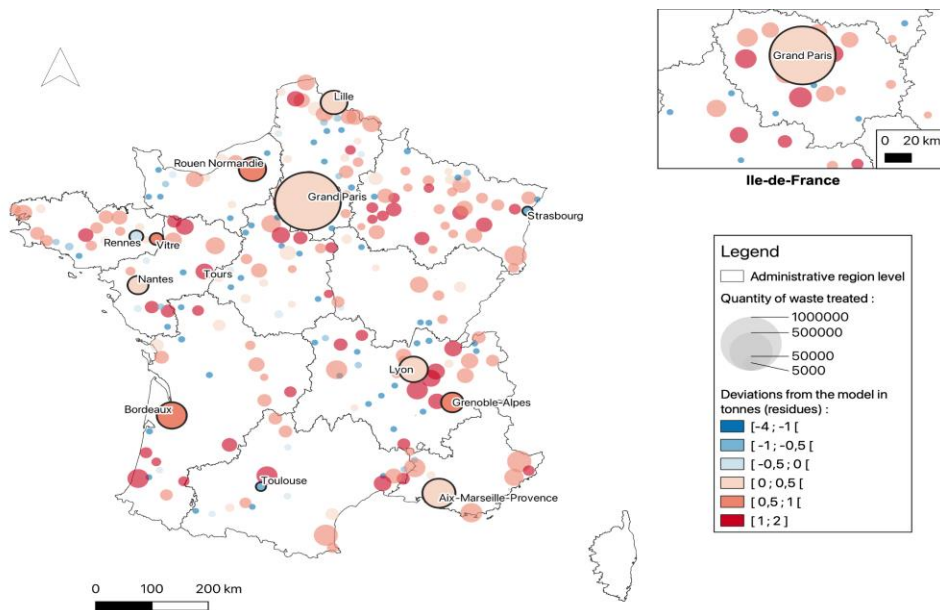 Lille
Rouen Normandie
Grand Paris
Strasbourg
Rennes
Vitre
Nantes
Tours
Lyon
Grenoble-Alpes
Bordeaux
Toulouse
Aix-Marseille-Provence
0 100 200 km
Grand Paris
0 20 km
Ile-de-France
Legend
Administrative region level
Quantity of waste treated :
1000000
500000
50000
5000
Deviations from the model in
tonnes (residues) :
[-4 ; -1 [
[-1 ; -0,5 [
[-0,5 ; 0 [
[ 0 ; 0,5 [
[ 0,5 ; 1 [
[ 1 ; 2 ]